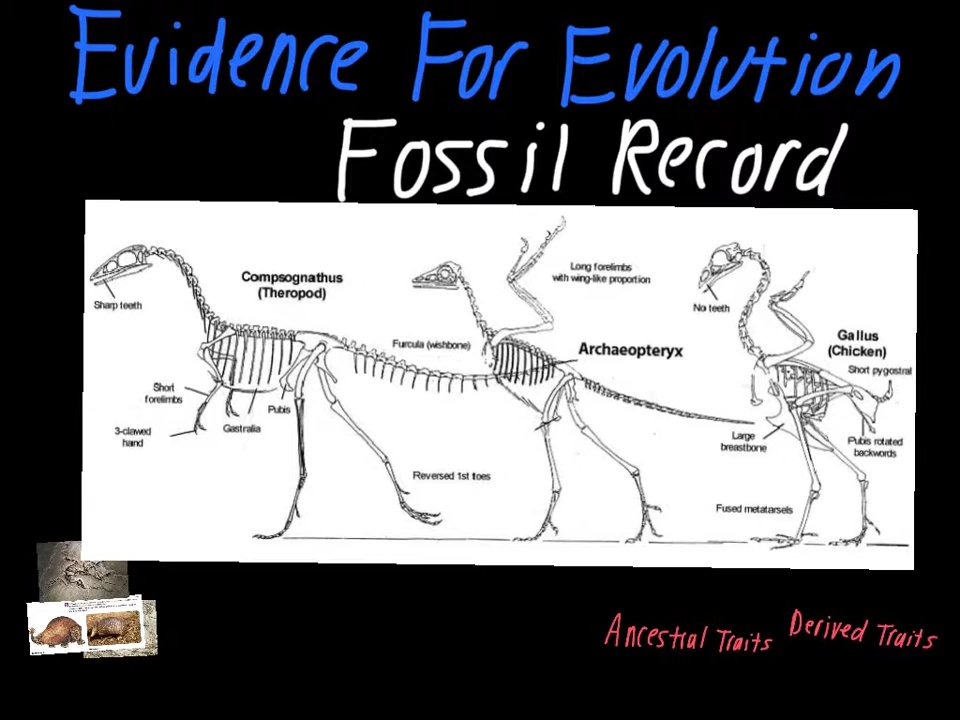 Evidence For Evolution
Fossil Record
Compsognathus
(Theropod)
Sharp teeth
Short
forelimbs
3-clawed
hand
Gastralia
Pubis
Furcula (wishbone)
Long forelimbs
with wing-like proportion
Archaeopteryx
Reversed 1st toes
No teeth
Gallus
(Chicken)
Short pygostral
Large
breastbone
Pubis rotated
backwords
Fused metatarsels
Ancestral Traits
Derived Traits